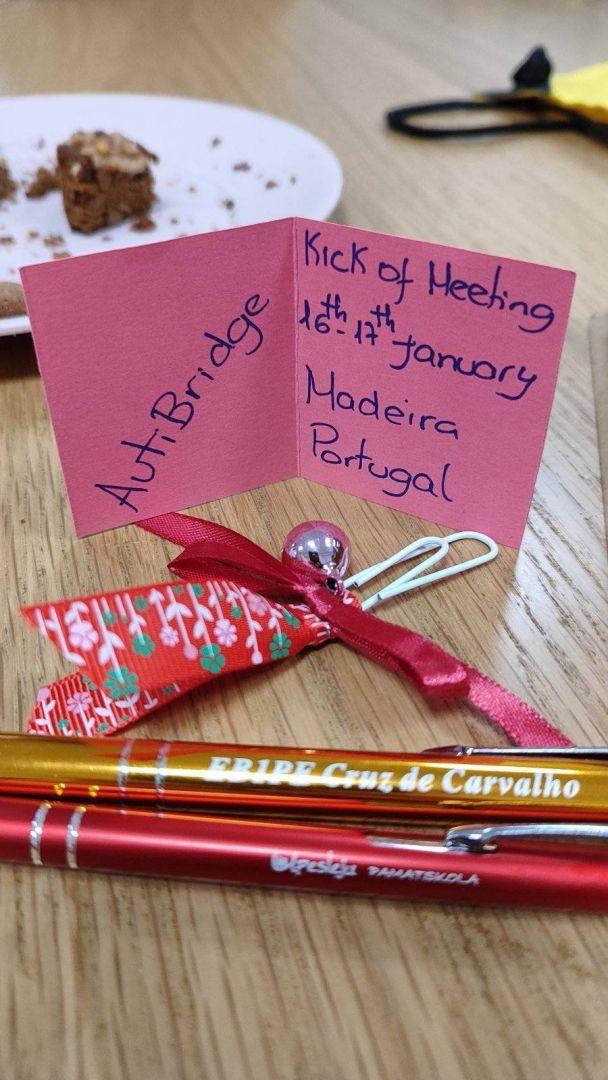 AutiBridge
Kick of Meeting
16th-17th January
Madeira
Portugal
EB1PE Cruz de Carvalho
PAMATSKOLA